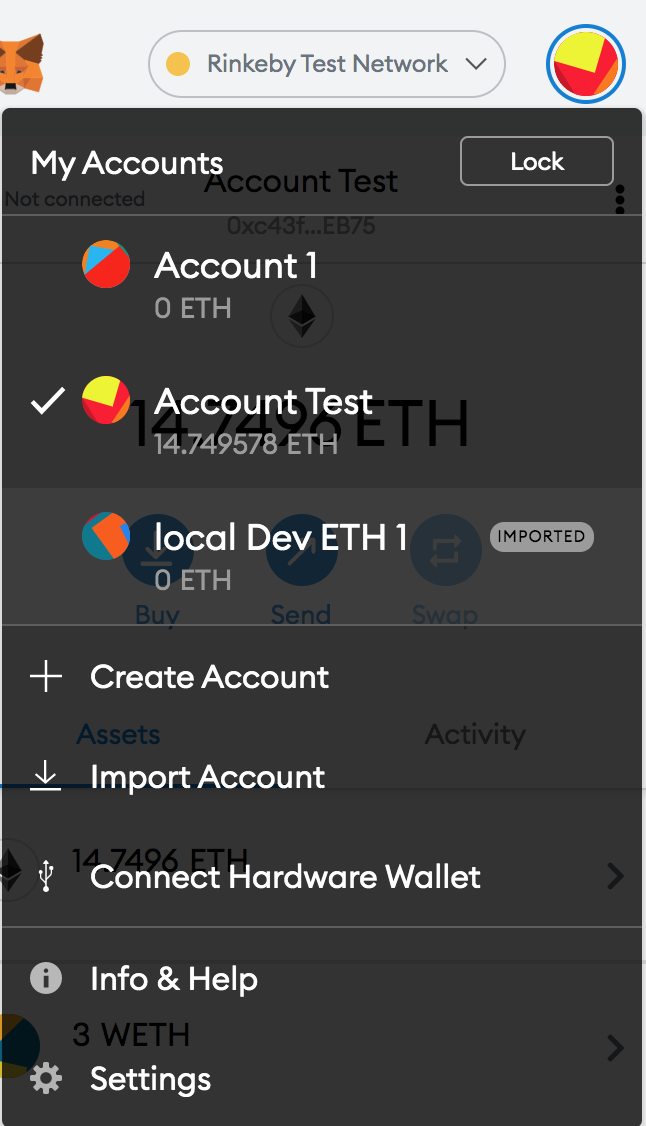 Rinkeby Test Network
My Accounts
Lock
Account Test
Not connected
0xc43f...EB75
Account 1
0 ETH
Account Test
14.7496 ETH
14.749578 ETH
local Dev ETH 1
IMPORTED
0 ETH
Buy
Send
Swap
Create Account
Assets
Activity
Import Account
14.7496 ETH
Connect Hardware Wallet
Info & Help
3 WETH
Settings